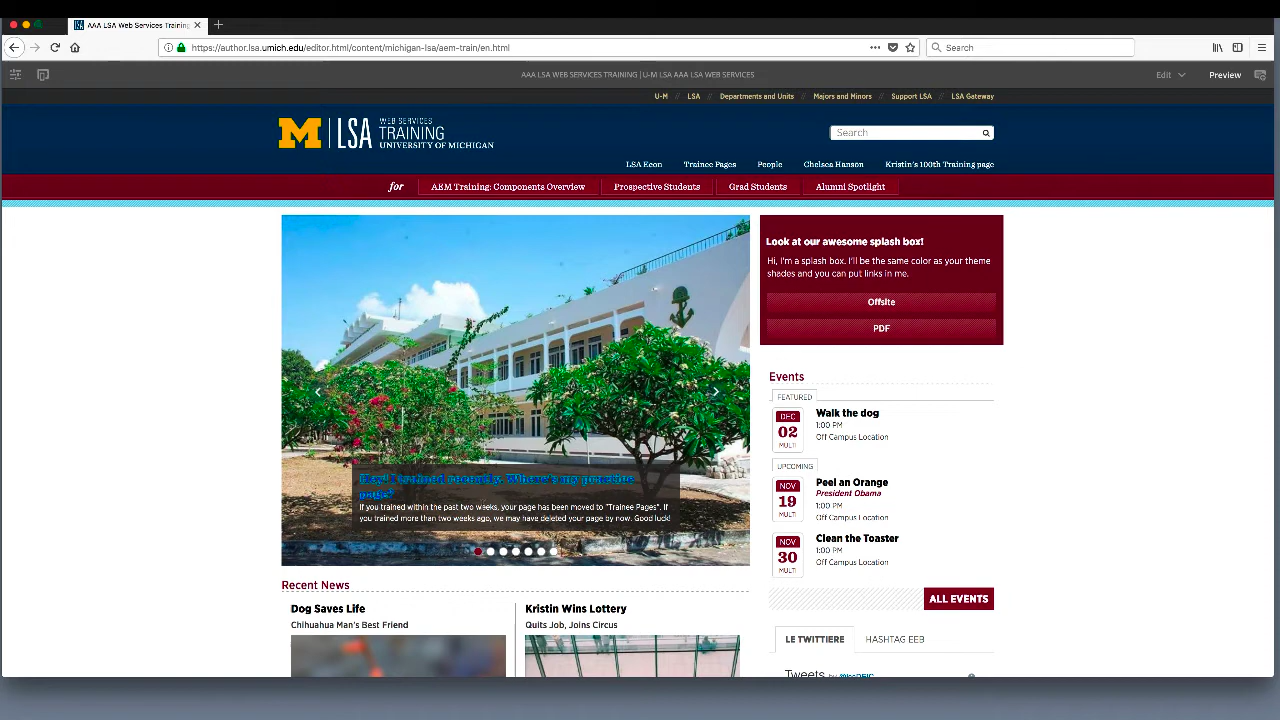 AAA LSA Web Services Training
https://author.lsa.umich.edu/editor.html/content/michigan-lsa/aem-train/en.html
Search
AAA LSA WEB SERVICES TRAINING | U-M LSA AAA LSA WEB SERVICES
Edit
Preview
U-M // LSA // Departments and Units // Majors and Minors // Support LSA // LSA Gateway
M LSA WEB SERVICES
TRAINING
UNIVERSITY OF MICHIGAN
Search
LSA Econ Trainee Pages People Chelsea Hanson Kristin's 100th Training page
for AEM Training: Components Overview Prospective Students Grad Students Alumni Spotlight
Hey! I trained recently. Where's my practice
page?
If you trained within the past two weeks, your page has been moved to "Trainee Pages". If
you trained more than two weeks ago, we may have deleted your page by now. Good luck!
Look at our awesome splash box!
Hi, I'm a splash box. I'll be the same color as your theme
shades and you can put links in me.
Offsite
PDF
Events
FEATURED
DEC
02
MULTI
Walk the dog
1:00 PM
Off Campus Location
UPCOMING
NOV
19
MULTI
Peel an Orange
President Obama
1:00 PM
Off Campus Location
NOV
30
MULTI
Clean the Toaster
1:00 PM
Off Campus Location
ALL EVENTS
LE TWITTIERE HASHTAG EEB
Tweets by
Recent News
Dog Saves Life
Chihuahua Man's Best Friend
Kristin Wins Lottery
Quits Job, Joins Circus